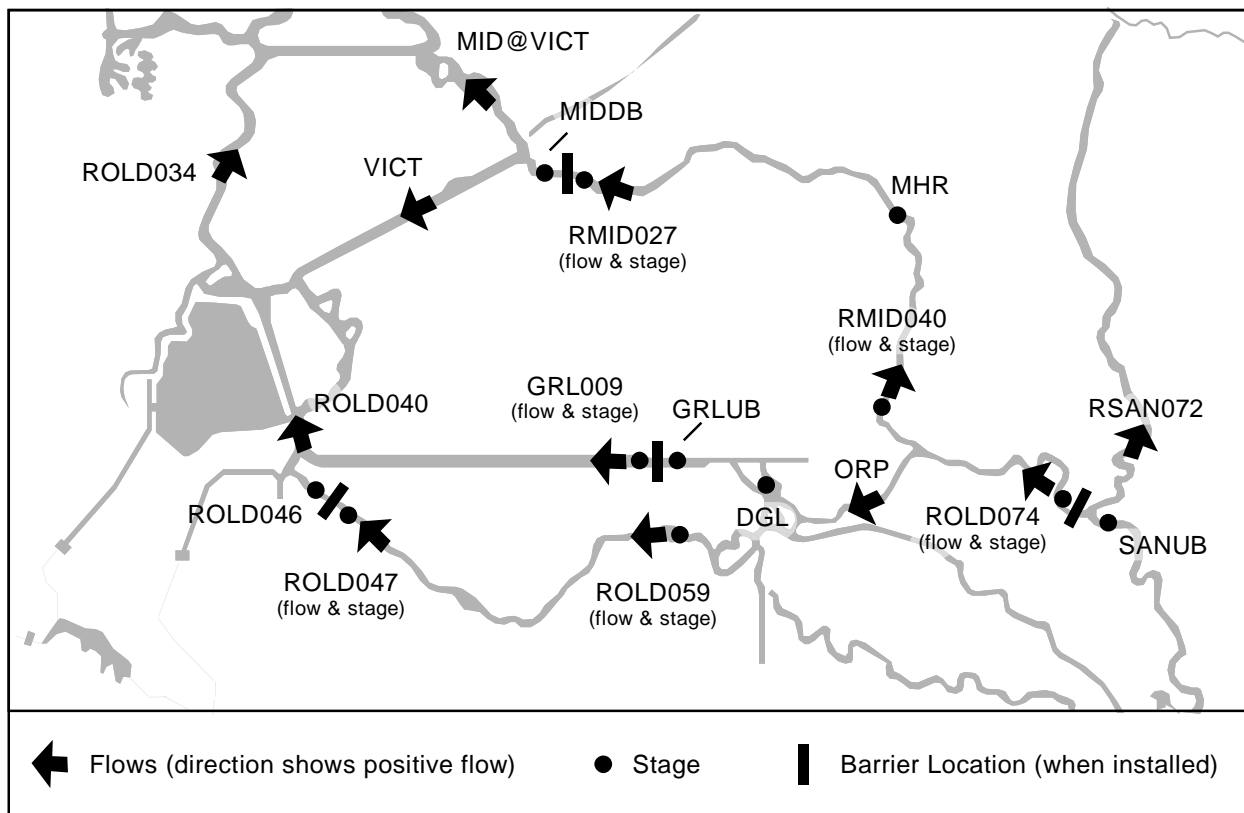 MID@VICT
MIDDB
ROLD034
VICT
MHR
RMID027
(flow & stage)
RMID040
(flow & stage)
GRL009
(flow & stage)
ROLD040
GRLUB
RSAN072
ORP
ROLD046
DGL
ROLD074
(flow & stage)
SANUB
ROLD047
(flow & stage)
ROLD059
(flow & stage)
Flows (direction shows positive flow)
Stage
Barrier Location (when installed)